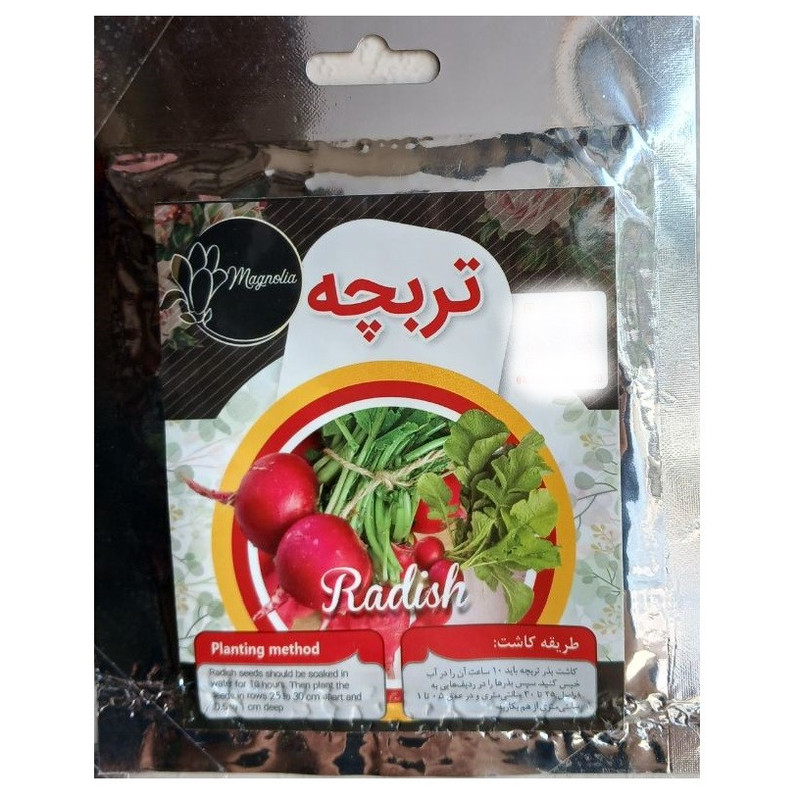 Magnolia
تربچه
Radish
Planting method
Radish seeds should be soaked in
water for 10 hours. Then plant the
seeds in rows 25 to 30 cm apart and
0.5 to 1 cm deep
طریقه کاشت:
کاشت بذر تربچه باید ۱۰ ساعت آن را در آب
خیس کنید. سپس بذرها را در ردیف‌هایی به
فواصل ۲۵ تا ۳۰ سانتی‌متری و در عمق ۰.۵ تا ۱
سانتی‌متری از هم بکارید.